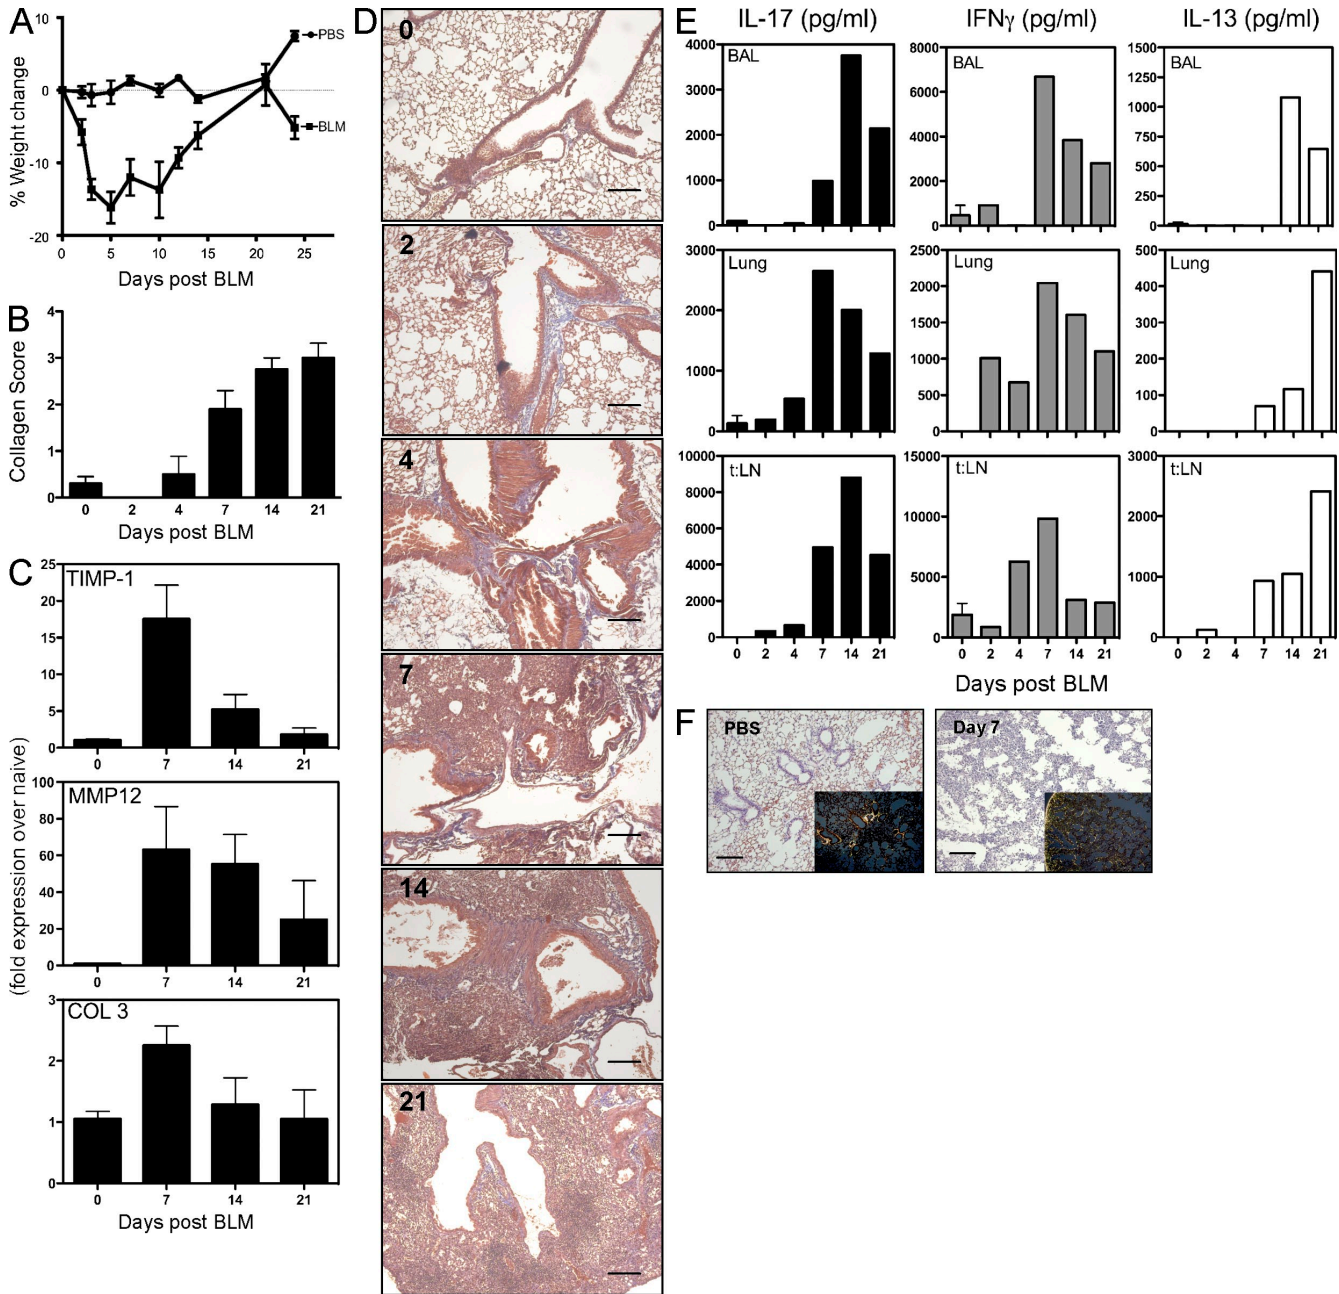 A
% Weight change
10
0
-10
-20
PBS
BLM
0 5 10 15 20 25
Days post BLM
B
Collagen Score
4
3
2
1
0
0 2 4 7 14 21
Days post BLM
C
(fold expression over naive)
TIMP-1
25
20
15
10
5
0
0 7 14 21
MMP12
100
80
60
40
20
0
0 7 14 21
COL 3
3
2
1
0
0 7 14 21
Days post BLM
D
0
2
4
7
14
21
E
IL-17 (pg/ml) IFNγ (pg/ml) IL-13 (pg/ml)
BAL
4000
3000
2000
1000
0
BAL
8000
6000
4000
2000
0
BAL
1500
1250
1000
750
500
250
0
Lung
3000
2000
1000
0
Lung
2500
2000
1500
1000
500
0
Lung
500
400
300
200
100
0
t:LN
10000
8000
6000
4000
2000
0
0 2 4 7 14 21
t:LN
15000
10000
5000
0
0 2 4 7 14 21
t:LN
3000
2000
1000
0
0 2 4 7 14 21
Days post BLM
F
PBS
Day 7